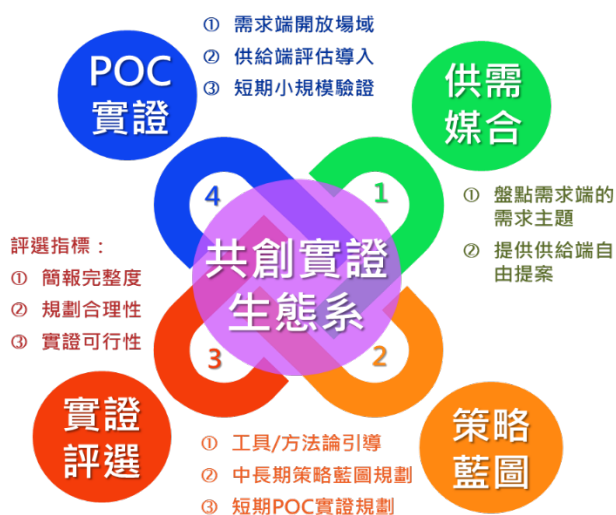 POC
實證
① 需求端開放場域
② 供給端評估導入
③ 短期小規模驗證
供需
媒合
4
1
① 盤點需求端的
需求主題
② 提供供給端自
由提案
共創實證
生態系
評選指標：
① 簡報完整度
② 規劃合理性
③ 實證可行性
3
2
實證
評選
① 工具/方法論引導
② 中長期策略藍圖規劃
③ 短期POC實證規劃
策略
藍圖